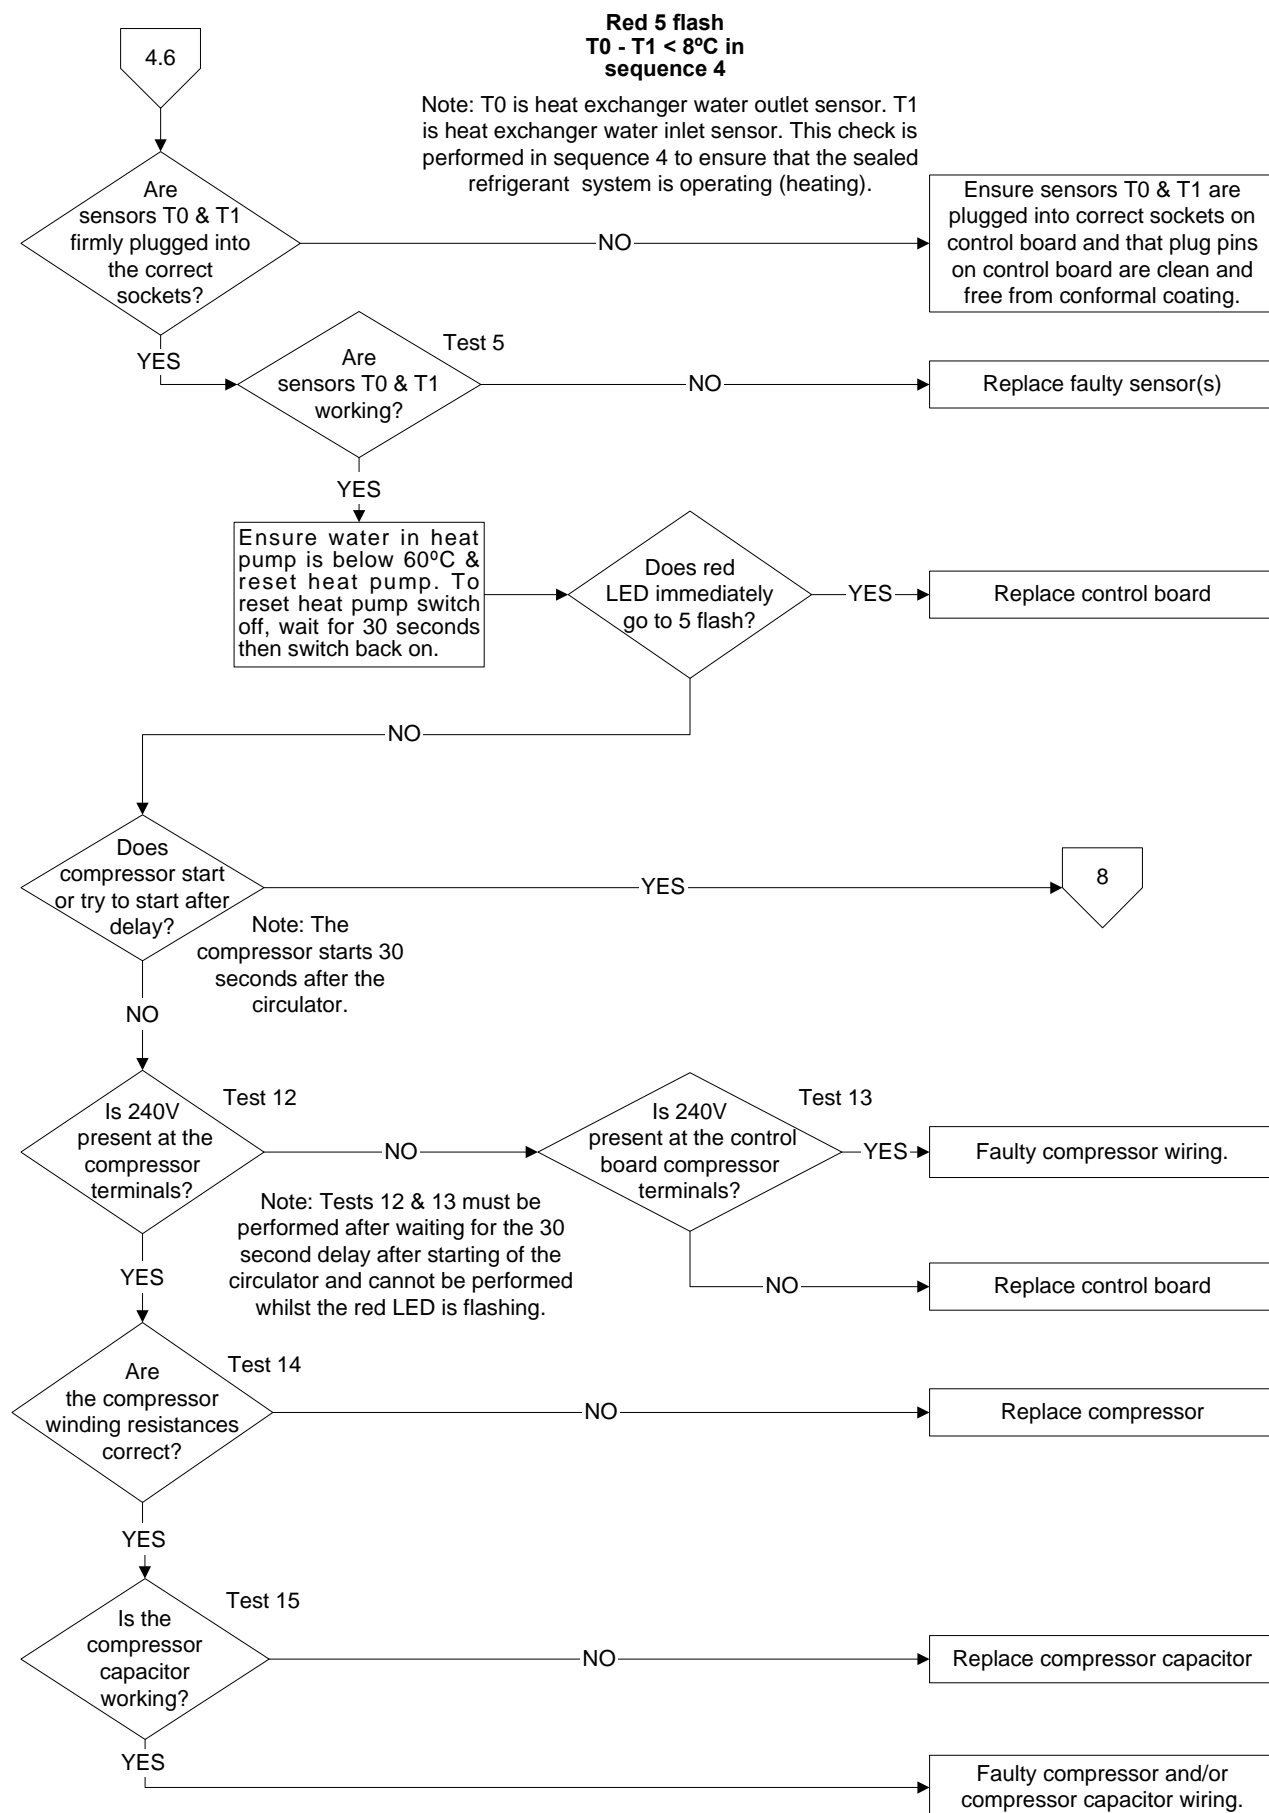 Red 5 flash
T0 - T1 < 8ºC in
sequence 4
4.6
Note: T0 is heat exchanger water outlet sensor. T1
is heat exchanger water inlet sensor. This check is
performed in sequence 4 to ensure that the sealed
refrigerant system is operating (heating).
Are
sensors T0 & T1
firmly plugged into
the correct
sockets?
NO
Ensure sensors T0 & T1 are
plugged into correct sockets on
control board and that plug pins
on control board are clean and
free from conformal coating.
YES
Test 5
Are
sensors T0 & T1
working?
NO
Replace faulty sensor(s)
YES
Ensure water in heat
pump is below 60ºC &
reset heat pump. To
reset heat pump switch
off, wait for 30 seconds
then switch back on.
Does red
LED immediately
go to 5 flash?
YES
Replace control board
NO
Does
compressor start
or try to start after
delay?
YES
8
Note: The
compressor starts 30
seconds after the
circulator.
NO
Test 12
Is 240V
present at the
compressor
terminals?
NO
Test 13
Is 240V
present at the control
board compressor
terminals?
YES
Faulty compressor wiring.
Note: Tests 12 & 13 must be
performed after waiting for the 30
second delay after starting of the
circulator and cannot be performed
whilst the red LED is flashing.
NO
Replace control board
YES
Test 14
Are
the compressor
winding resistances
correct?
NO
Replace compressor
YES
Test 15
Is the
compressor
capacitor
working?
NO
Replace compressor capacitor
YES
Faulty compressor and/or
compressor capacitor wiring.